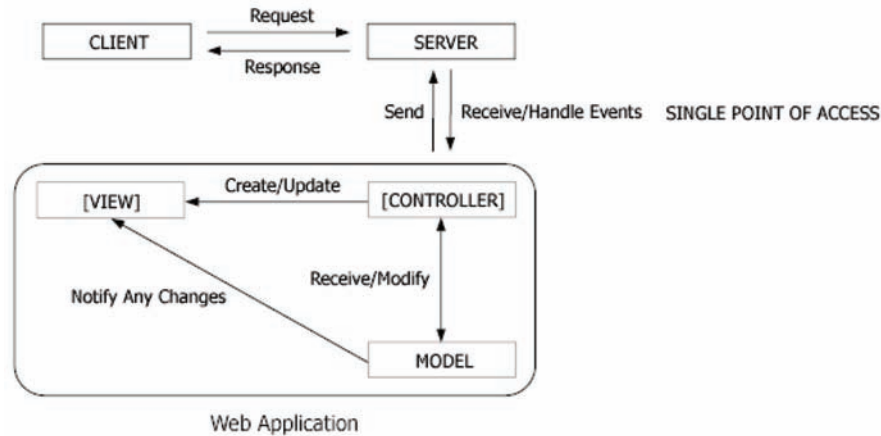 Request
CLIENT
SERVER
Response
Send
Receive/Handle Events
SINGLE POINT OF ACCESS
Create/Update
[VIEW]
[CONTROLLER]
Receive/Modify
Notify Any Changes
MODEL
Web Application